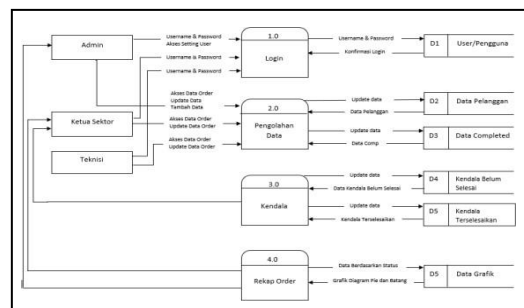 Admin
Username & Password
Akses Setting User
1.0
Login
Username & Password
Konfirmasi Login
D1 User/Pengguna
Username & Password
Username & Password
Ketua Sektor
Akses Data Order
Update Data
Tambah Data
Akses Data Order
Update Data Order
2.0
Pengolahan
Data
Update data
Data Pelanggan
D2 Data Pelanggan
Teknisi
Akses Data Order
Update Data Order
Update data
Data Comp
D3 Data Completed
3.0
Kendala
Update data
Data Kendala Belum Selesai
D4 Kendala Belum
Selesai
Update data
Kendala Terselesaikan
D5 Kendala
Terselesaikan
4.0
Rekap Order
Data Berdasarkan Status
Grafik Diagram Pie dan Batang
D5 Data Grafik